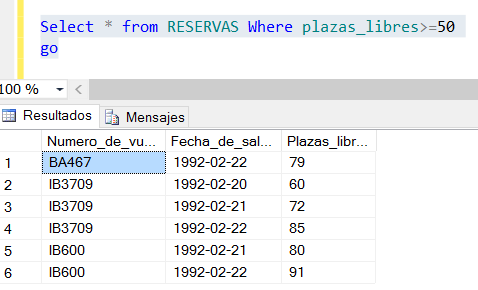 Select * from RESERVAS Where plazas_libres>=50
go
100 %
Resultados Mensajes
Numero_de_vu... Fecha_de_sal... Plazas_libr...
1 BA467 1992-02-22 79
2 IB3709 1992-02-20 60
3 IB3709 1992-02-21 72
4 IB3709 1992-02-22 85
5 IB600 1992-02-21 80
6 IB600 1992-02-22 91